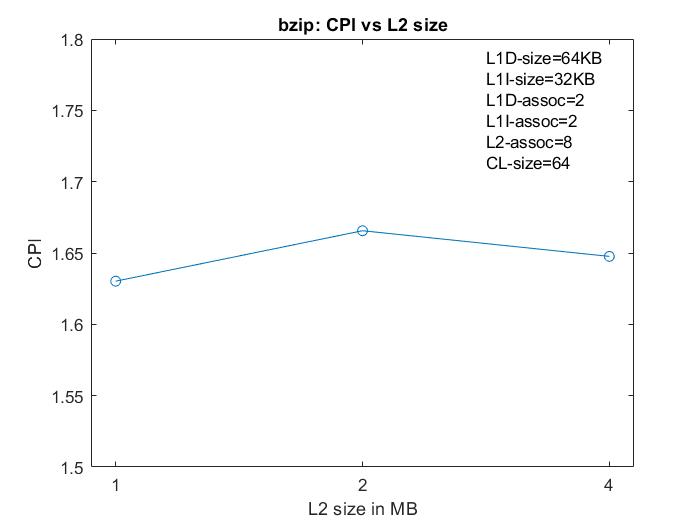 bzip: CPI vs L2 size
1.8
1.75
1.7
1.65
1.6
1.55
1.5
CPI
L1D-size=64KB
L1I-size=32KB
L1D-assoc=2
L1I-assoc=2
L2-assoc=8
CL-size=64
1 2 4
L2 size in MB